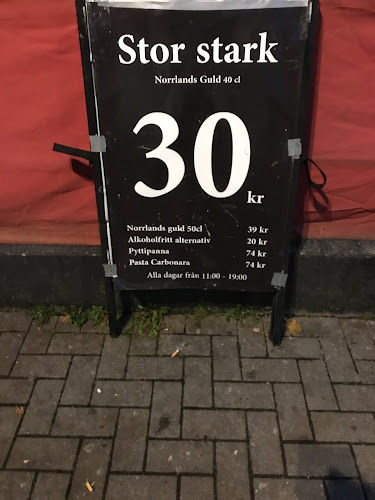 Stor stark
Norrlands Guld 40 cl
30 kr
Norrlands guld 50cl 39 kr
Alkoholfritt alternativ 20 kr
Pyttipanna 74 kr
Pasta Carbonara 74 kr
Alla dagar från 11:00 - 19:00